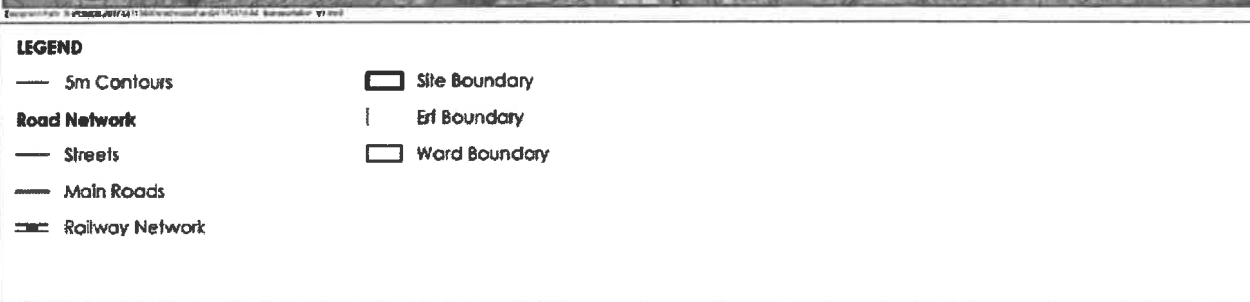 LEGEND
5m Contours
Road Network
Streets
Main Roads
Railway Network
Site Boundary
Erf Boundary
Ward Boundary